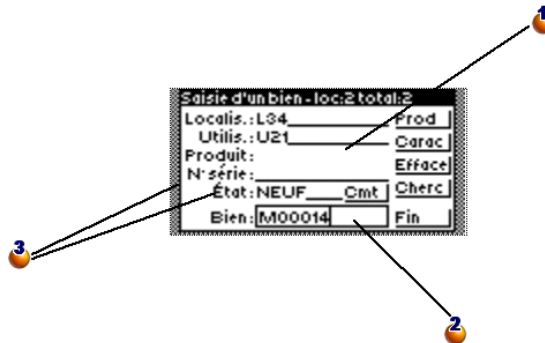 1
Saisie d'un bien - loc:2 total:2
Localis.:L34 Prod
Utilis.:U21 Carac
Produit:
Efface
N° série:
État:NEUF Cmt Cherc
Bien:M00014 Fin
3
2